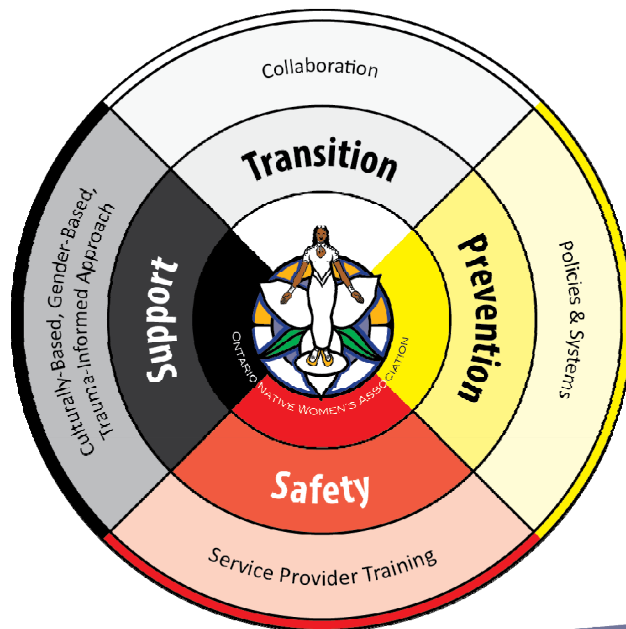 Collaboration
Transition
Culturally-Based, Gender-Based,
Trauma-Informed Approach
Support
Prevention
Policies & Systems
ONTARIO NATIVE WOMEN'S ASSOCIATION
Safety
Service Provider Training